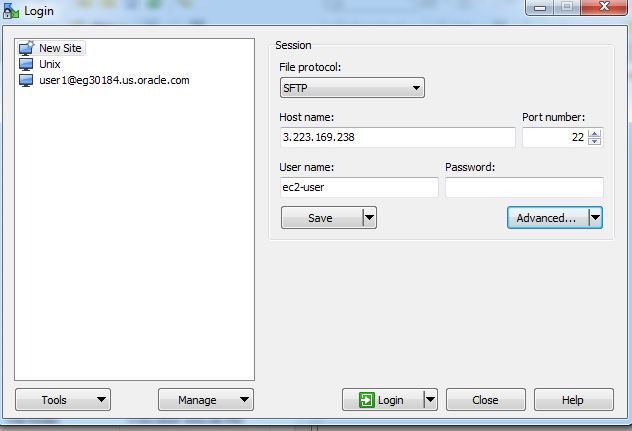 Login
New Site
Unix
user1@eg30184.us.oracle.com
Session
File protocol:
SFTP
Host name:
Port number:
3.223.169.238
22
User name:
Password:
ec2-user
Save
Advanced...
Tools
Manage
Login
Close
Help